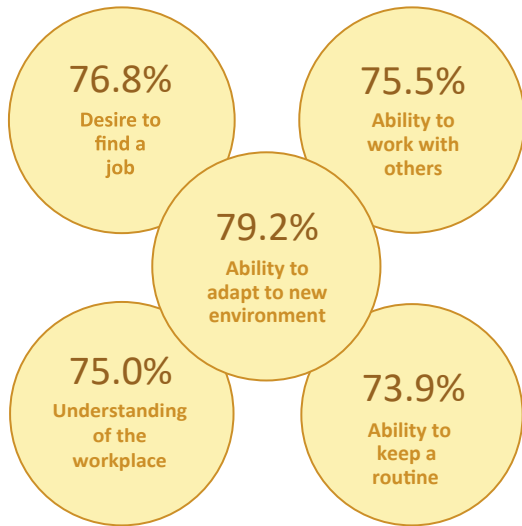 76.8%
Desire to
find a
job
75.5%
Ability to
work with
others
79.2%
Ability to
adapt to new
environment
75.0%
Understanding
of the
workplace
73.9%
Ability to
keep a
routine